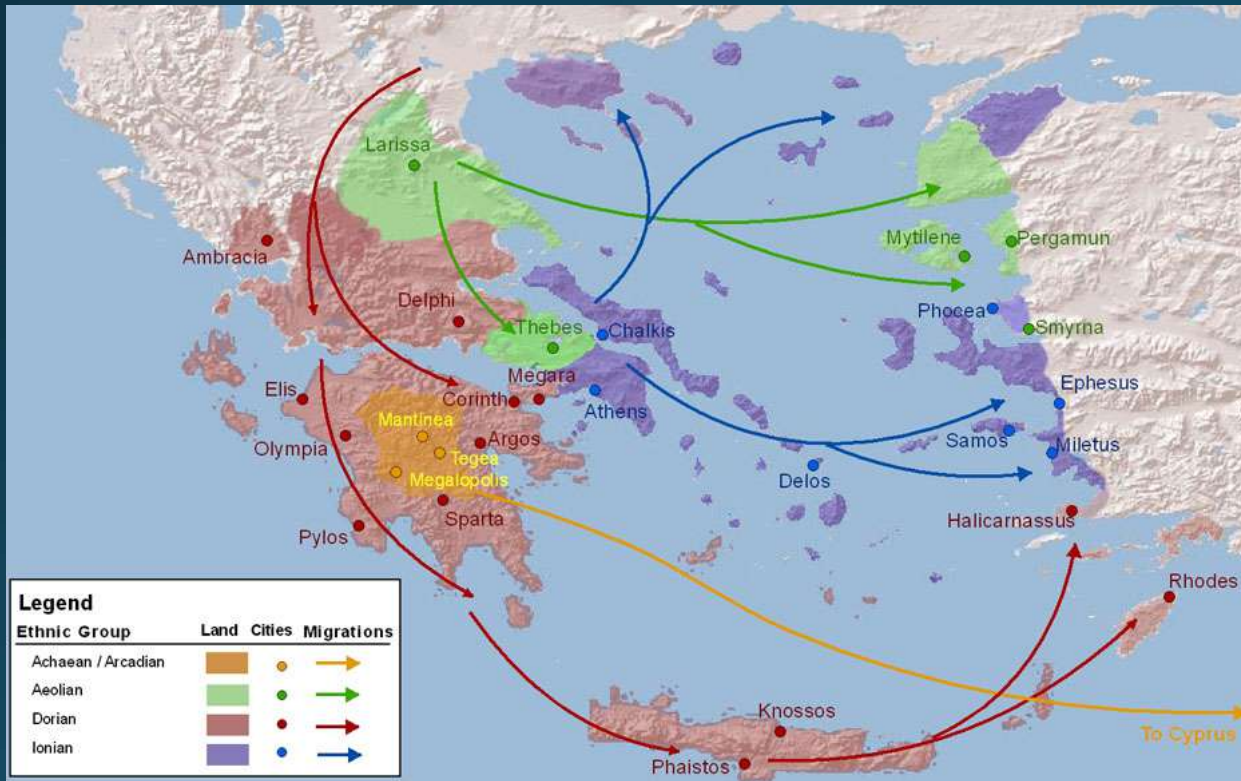 Larissa
Ambracia
Mytilene
Pergamun
Delphi
Phocea
Thebes
Chalkis
Smyrna
Megara
Elis
Corinth
Athens
Ephesus
Mantinea
Olympia
Argos
Samos
Miletus
Tegea
Megalopolis
Delos
Sparta
Halicarnassus
Pylos
Rhodes
Knossos
To Cyprus
Phaistos
Legend
Ethnic Group Land Cities Migrations
Achaean / Arcadian
Aeolian
Dorian
Ionian